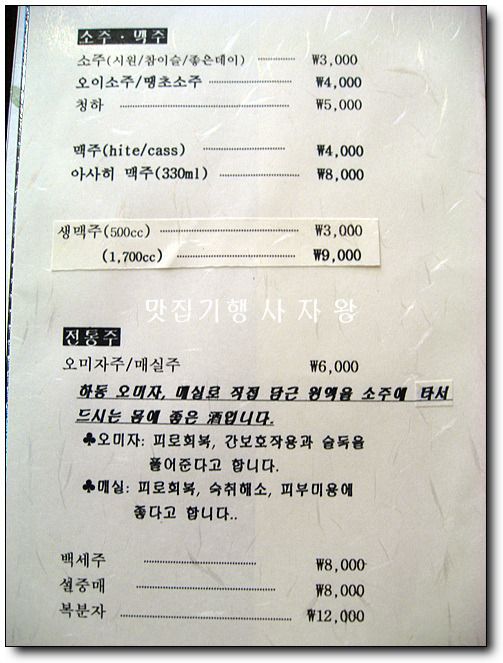 소주·맥주
소주(시원/참이슬/좋은데이) ₩3,000
오이소주/땡초소주 ₩4,000
청하 ₩5,000
맥주(hite/cass) ₩4,000
아사히 맥주(330ml) ₩8,000
생맥주(500cc) ₩3,000
(1,700cc) ₩9,000
맛집기행 사자왕
전통주
오미자주/매실주 ₩6,000
하동 오미자, 매실로 직접 담근 원액을 소주에 타서
드시는 몸에 좋은 酒입니다.
♣오미자: 피로회복, 간보호작용과 술독을
풀어준다고 합니다.
♣매실: 피로회복, 숙취해소, 피부미용에
좋다고 합니다..
백세주 ₩8,000
설중매 ₩8,000
복분자 ₩12,000